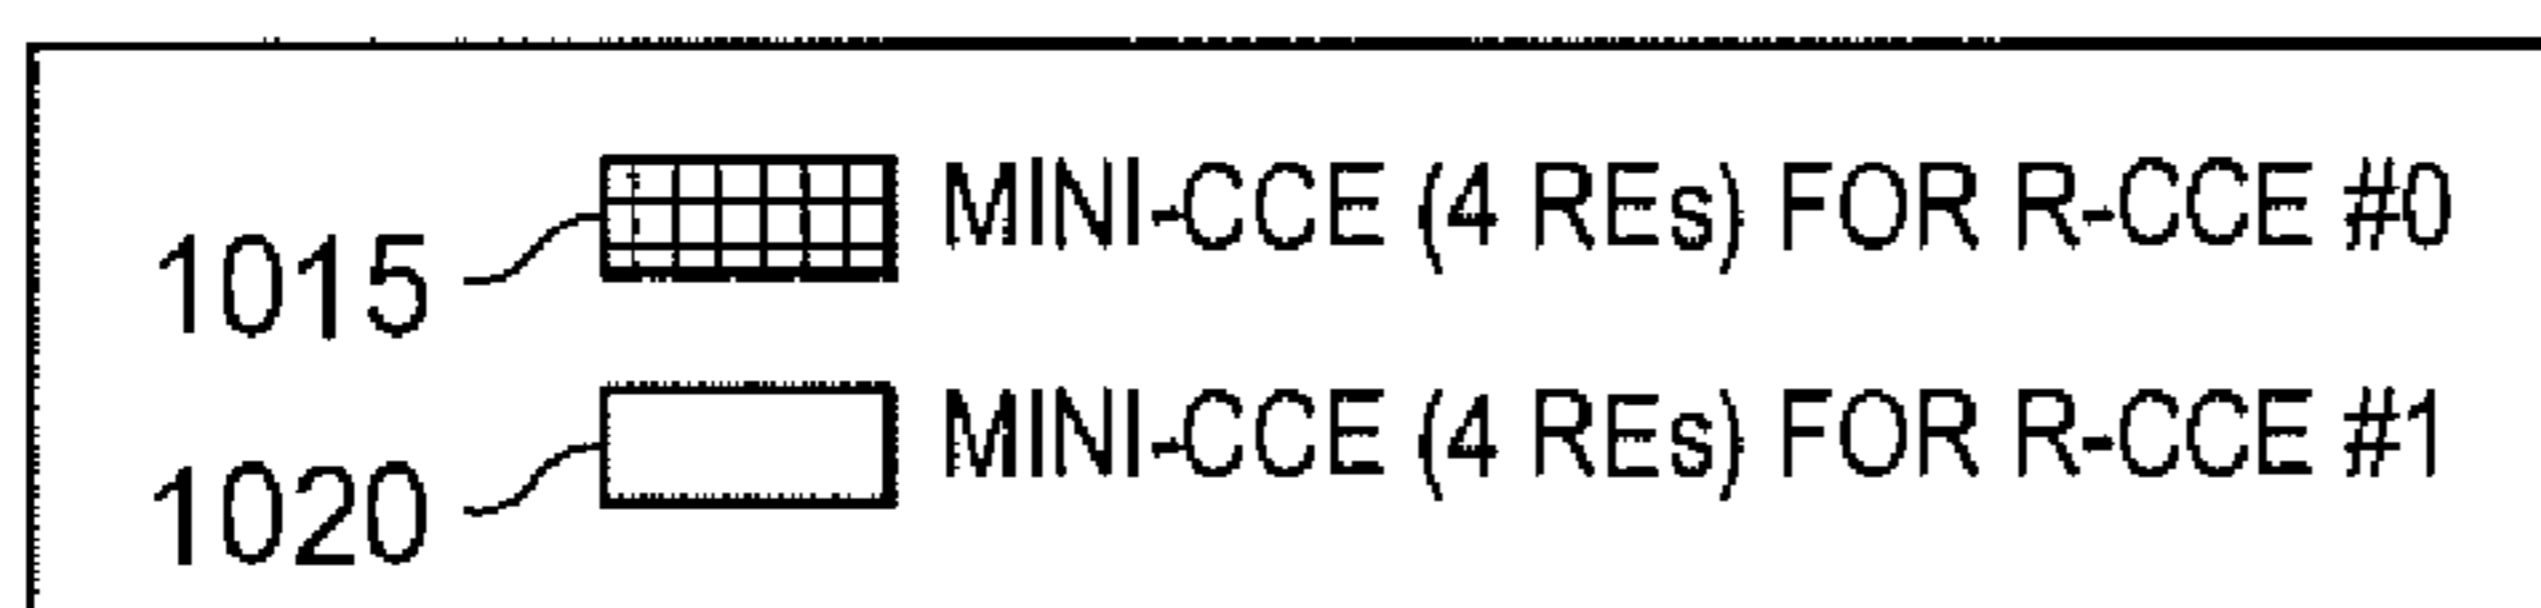 1015 MINI-CCE (4 REs) FOR R-CCE #0
1020 MINI-CCE (4 REs) FOR R-CCE #1